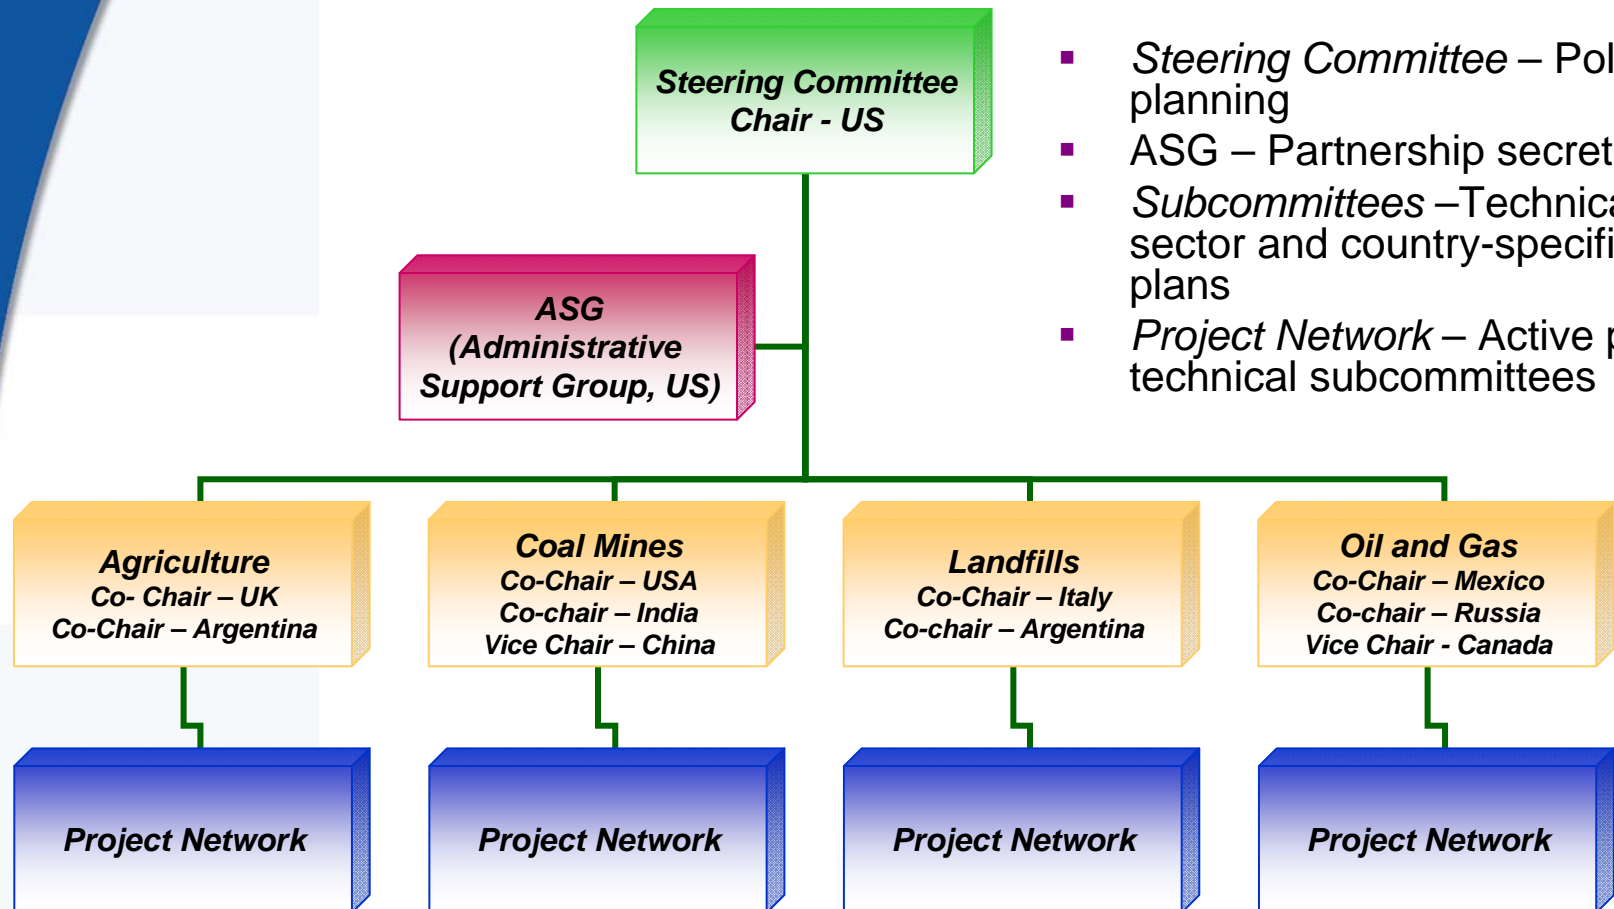 Steering Committee
Chair - US
▪ Steering Committee – Pol
planning
▪ ASG – Partnership secret
▪ Subcommittees –Technica
sector and country-specifi
plans
▪ Project Network – Active p
technical subcommittees
ASG
(Administrative
Support Group, US)
Agriculture
Co- Chair – UK
Co-Chair – Argentina
Coal Mines
Co-Chair – USA
Co-chair – India
Vice Chair – China
Landfills
Co-Chair – Italy
Co-chair – Argentina
Oil and Gas
Co-Chair – Mexico
Co-chair – Russia
Vice Chair - Canada
Project Network
Project Network
Project Network
Project Network